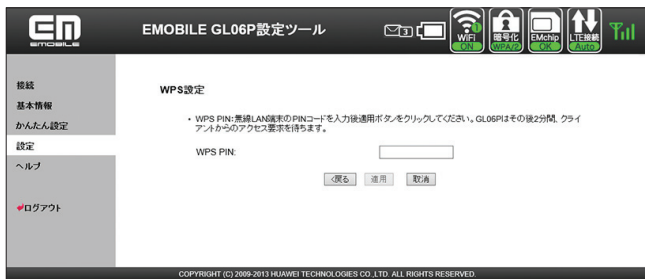 EM
EMOBILE
EMOBILE GL06P設定ツール
3
WiFi
ON
暗号化
WPA/2
EMchip
OK
LTE接続
Auto
接続
基本情報
かんたん設定
設定
ヘルプ
ログアウト
WPS設定
• WPS PIN:無線LAN端末のPINコードを入力後適用ボタンをクリックしてください。GL06Pはその後2分間、クライ
アントからのアクセス要求を待ちます。
WPS PIN:
<戻る 適用 取消
COPYRIGHT (C) 2009-2013 HUAWEI TECHNOLOGIES CO.,LTD. ALL RIGHTS RESERVED.